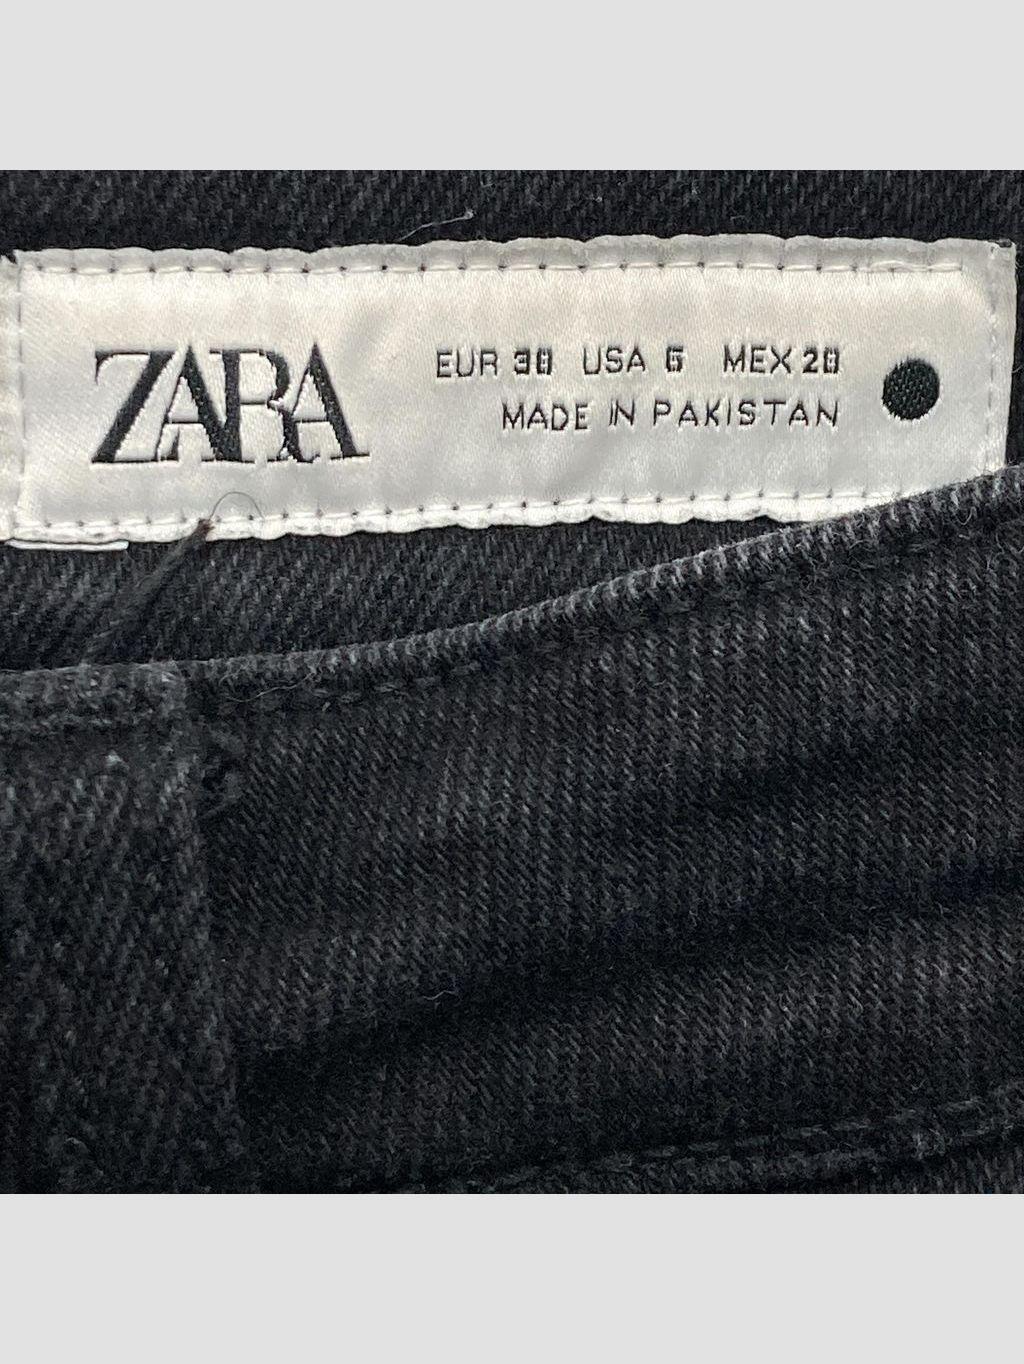 ZARA
EUR 38 USA 6 MEX 28
MADE IN PAKISTAN